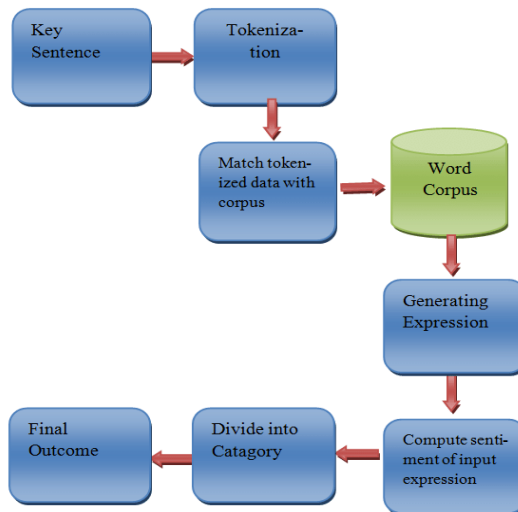 Key
Sentence
Tokeniza-
tion
Match token-
ized data with
corpus
Word
Corpus
Generating
Expression
Compute senti-
ment of input
expression
Divide into
Catagory
Final
Outcome